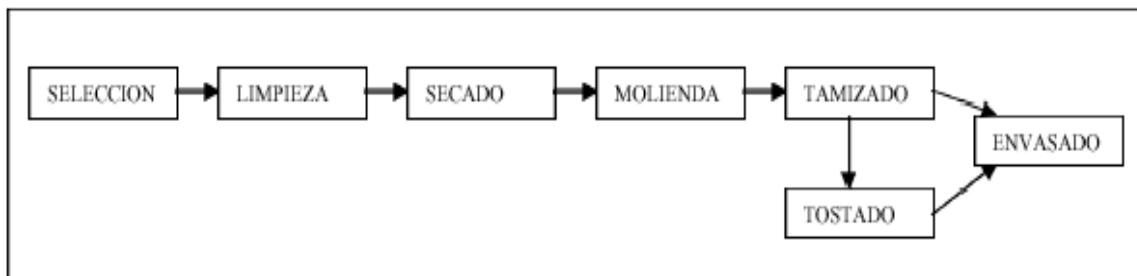 SELECCION
LIMPIEZA
SECADO
MOLIENDA
TAMIZADO
ENVASADO
TOSTADO